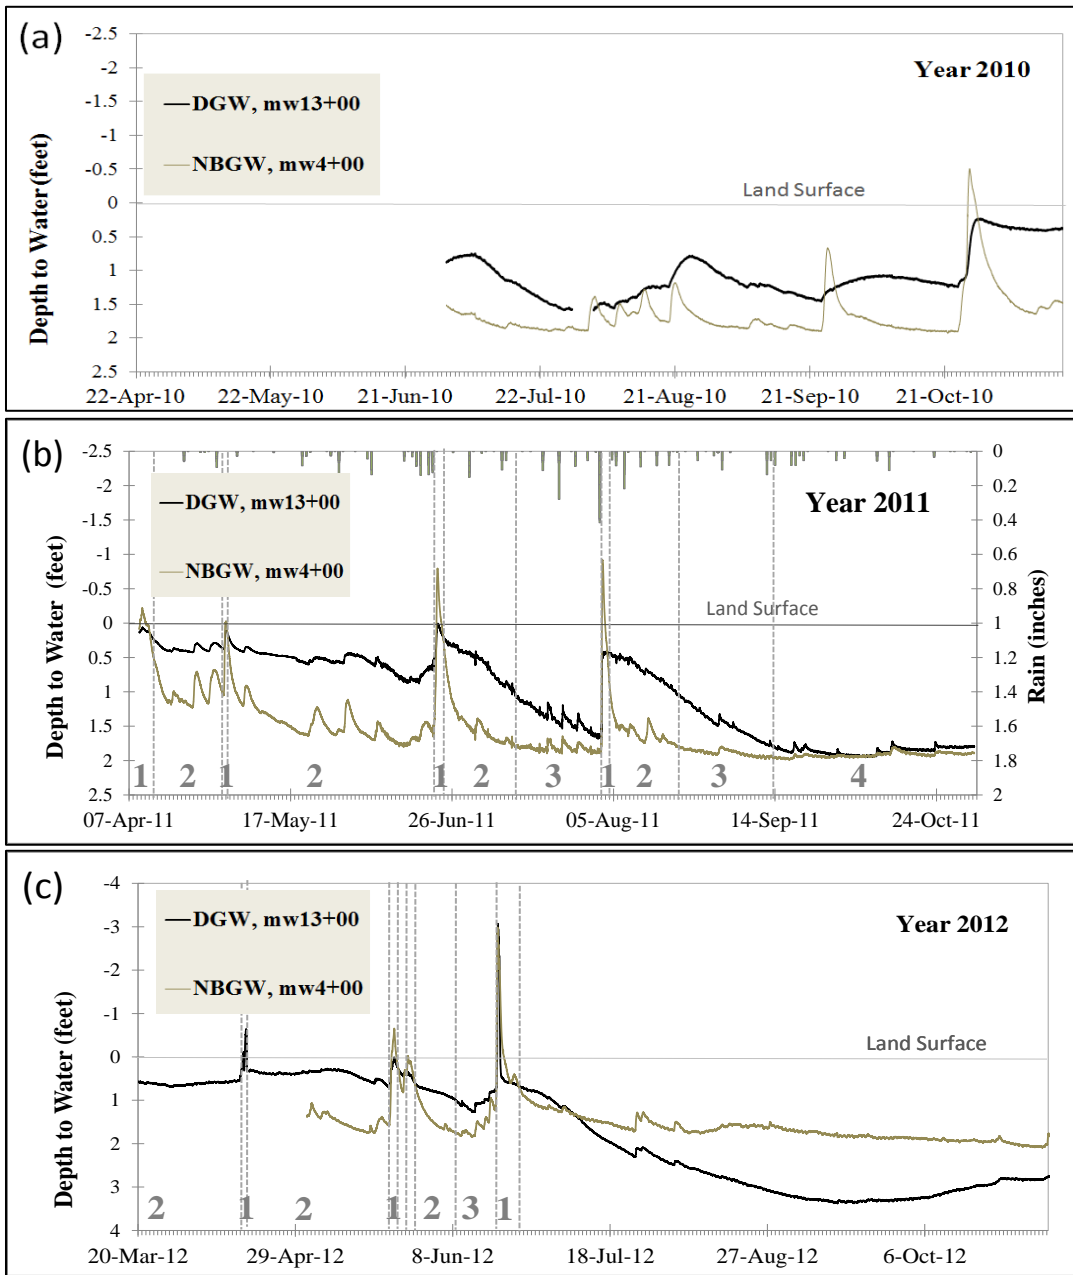 (a)
Year 2010
DGW, mw13+00
NBGW, mw4+00
Land Surface
Depth to Water (feet)
-2.5
-2
-1.5
-1
-0.5
0
0.5
1
1.5
2
2.5
22-Apr-10 22-May-10 21-Jun-10 22-Jul-10 21-Aug-10 21-Sep-10 21-Oct-10
(b)
Year 2011
DGW, mw13+00
NBGW, mw4+00
Land Surface
Depth to Water (feet)
-2.5
-2
-1.5
-1
-0.5
0
0.5
1
1.5
2
2.5
Rain (inches)
0
0.2
0.4
0.6
0.8
1
1.2
1.4
1.6
1.8
2
1 2 1 2 1 2 3 1 2 3 4
07-Apr-11 17-May-11 26-Jun-11 05-Aug-11 14-Sep-11 24-Oct-11
(c)
Year 2012
DGW, mw13+00
NBGW, mw4+00
Land Surface
Depth to Water (feet)
-4
-3
-2
-1
0
1
2
3
4
2 1 2 1 2 3 1
20-Mar-12 29-Apr-12 8-Jun-12 18-Jul-12 27-Aug-12 6-Oct-12